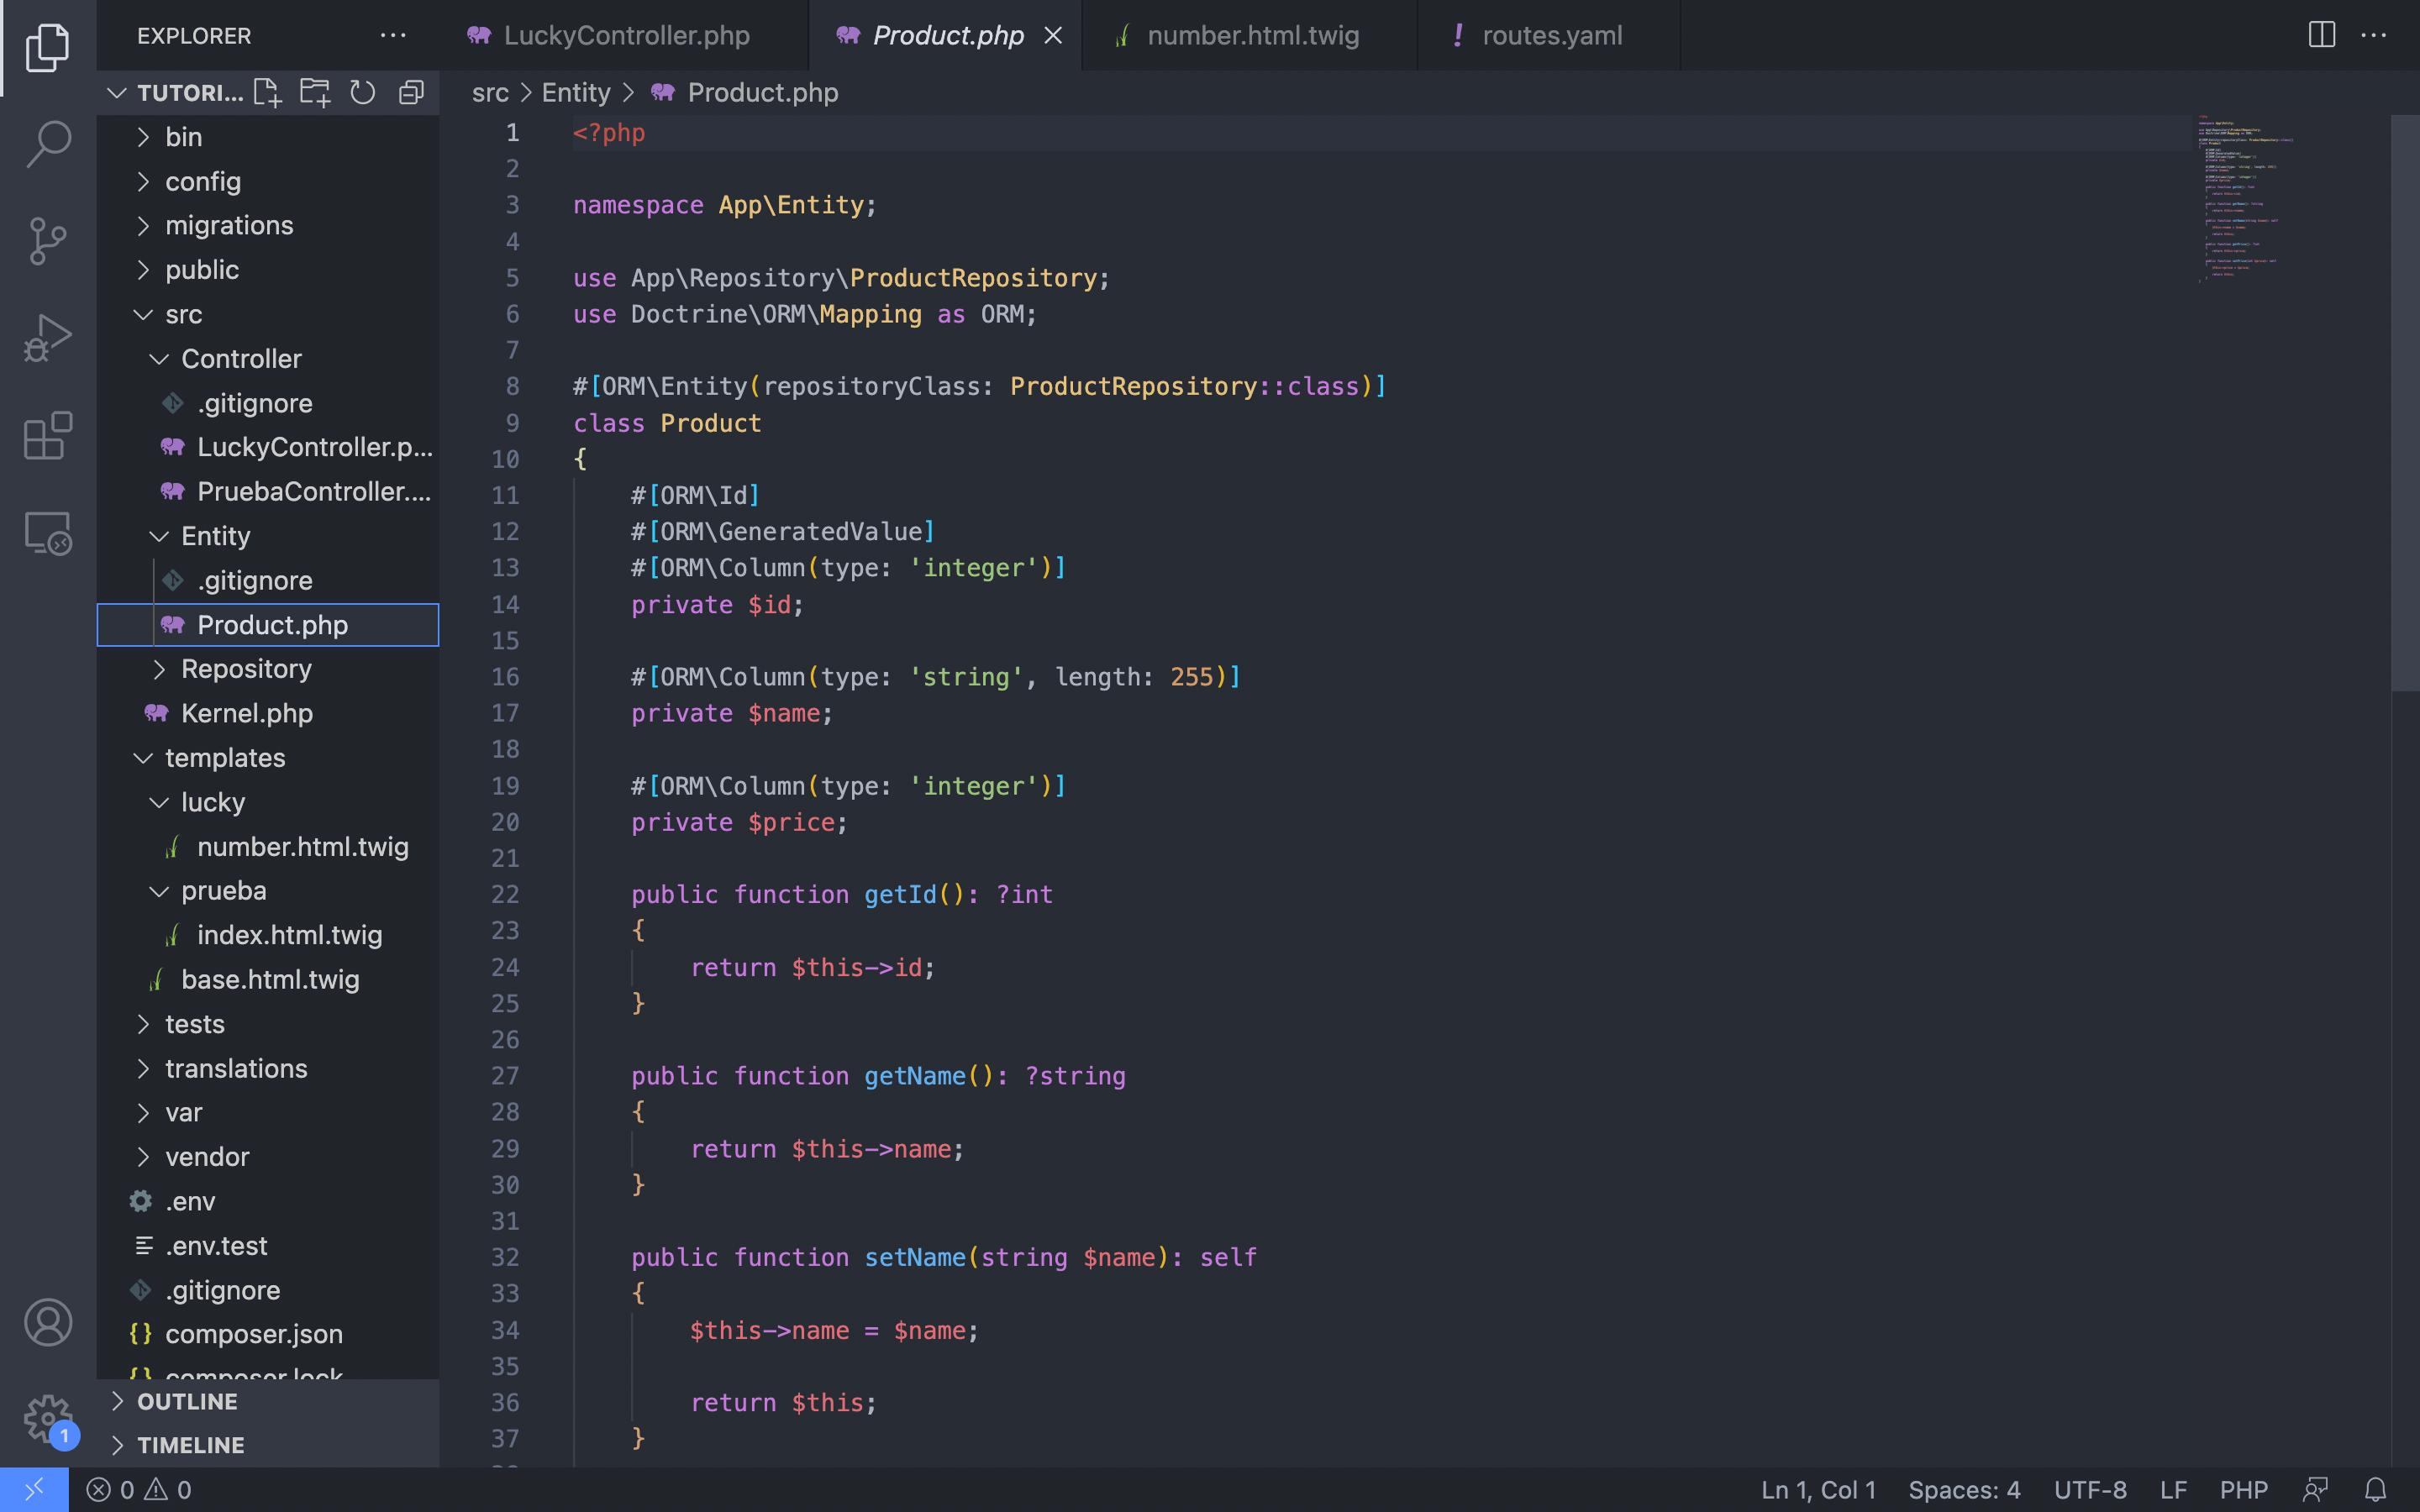 EXPLORER
LuckyController.php
Product.php
number.html.twig
! routes.yaml
TUTORI...
src > Entity > Product.php
bin
config
migrations
public
src
Controller
.gitignore
LuckyController.p...
PruebaController....
Entity
.gitignore
Product.php
Repository
Kernel.php
templates
lucky
number.html.twig
prueba
index.html.twig
base.html.twig
tests
translations
var
vendor
.env
.env.test
.gitignore
{} composer.json
{} composer.lock
OUTLINE
TIMELINE
1 <?php
2
3 namespace App\Entity;
4
5 use App\Repository\ProductRepository;
6 use Doctrine\ORM\Mapping as ORM;
7
8 #[ORM\Entity(repositoryClass: ProductRepository::class)]
9 class Product
10 {
11 #[ORM\Id]
12 #[ORM\GeneratedValue]
13 #[ORM\Column(type: 'integer')]
14 private $id;
15
16 #[ORM\Column(type: 'string', length: 255)]
17 private $name;
18
19 #[ORM\Column(type: 'integer')]
20 private $price;
21
22 public function getId(): ?int
23 {
24 return $this->id;
25 }
26
27 public function getName(): ?string
28 {
29 return $this->name;
30 }
31
32 public function setName(string $name): self
33 {
34 $this->name = $name;
35
36 return $this;
37 }
1
0 0
Ln 1, Col 1
Spaces: 4
UTF-8
LF
PHP